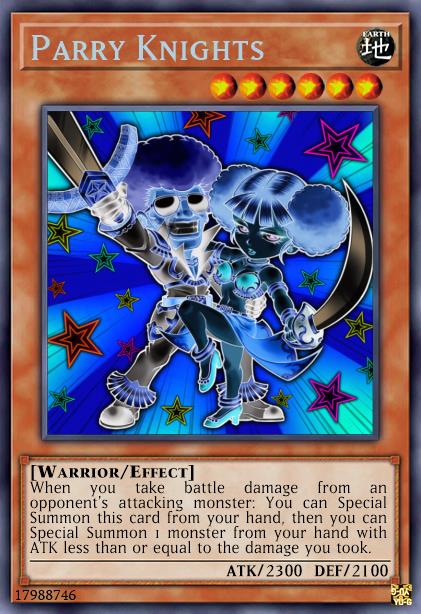 PARRY KNIGHTS
EARTH
地
[WARRIOR/EFFECT]
When you take battle damage from an
opponent's attacking monster: You can Special
Summon this card from your hand, then you can
Special Summon 1 monster from your hand with
ATK less than or equal to the damage you took.
ATK/2300 DEF/2100
17988746